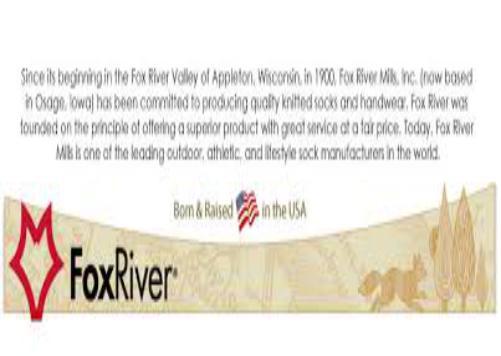 Since its beginning in the Fox River Valley of Appleton, Wisconsin, in 1900, Fox River Mills, Inc. (now based
in Osage, Iowa) has been committed to producing quality knitted socks and handwear. Fox River was
founded on the principle of offering a superior product with great service at a fair price. Today, Fox River
Mills is one of the leading outdoor, athletic, and lifestyle sock manufacturers in the world.
Born & Raised in the USA
FoxRiver®